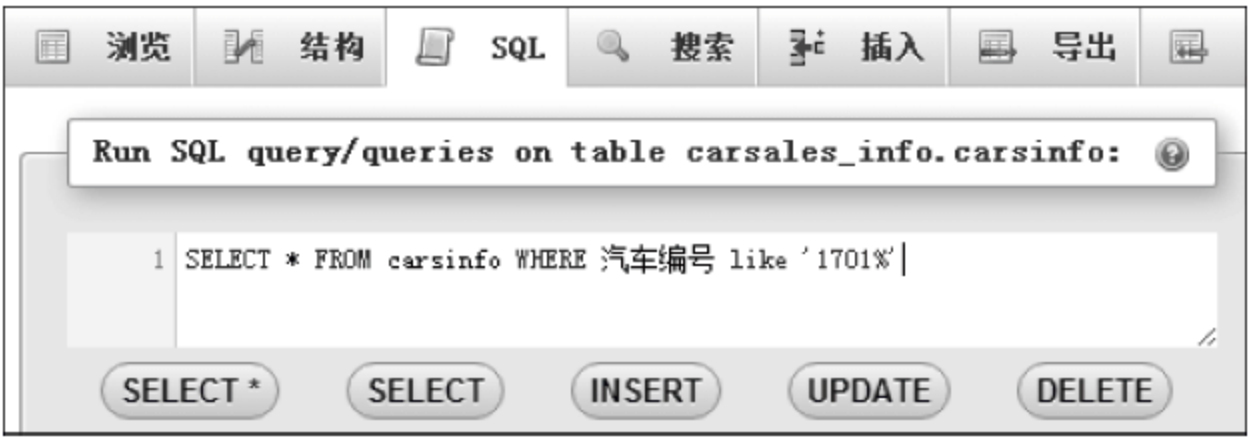 浏览 结构 SQL 搜索 插入 导出
Run SQL query/queries on table carsales_info.carsinfo:
1 SELECT * FROM carsinfo WHERE 汽车编号 like '1701%'
SELECT * SELECT INSERT UPDATE DELETE